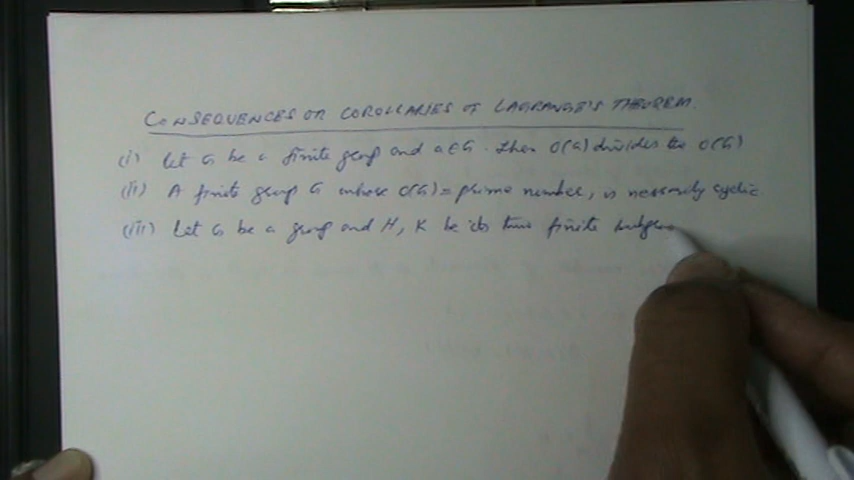 CONSEQUENCES OR COROLLARIES OF LAGRANGE'S THEOREM.
(i) Let G be a finite group and a∈G. Then O(a) divides the O(G)
(ii) A finite group G whose O(G) = prime number, is necessarily cyclic
(iii) Let G be a group and H, K be its two finite subgrou